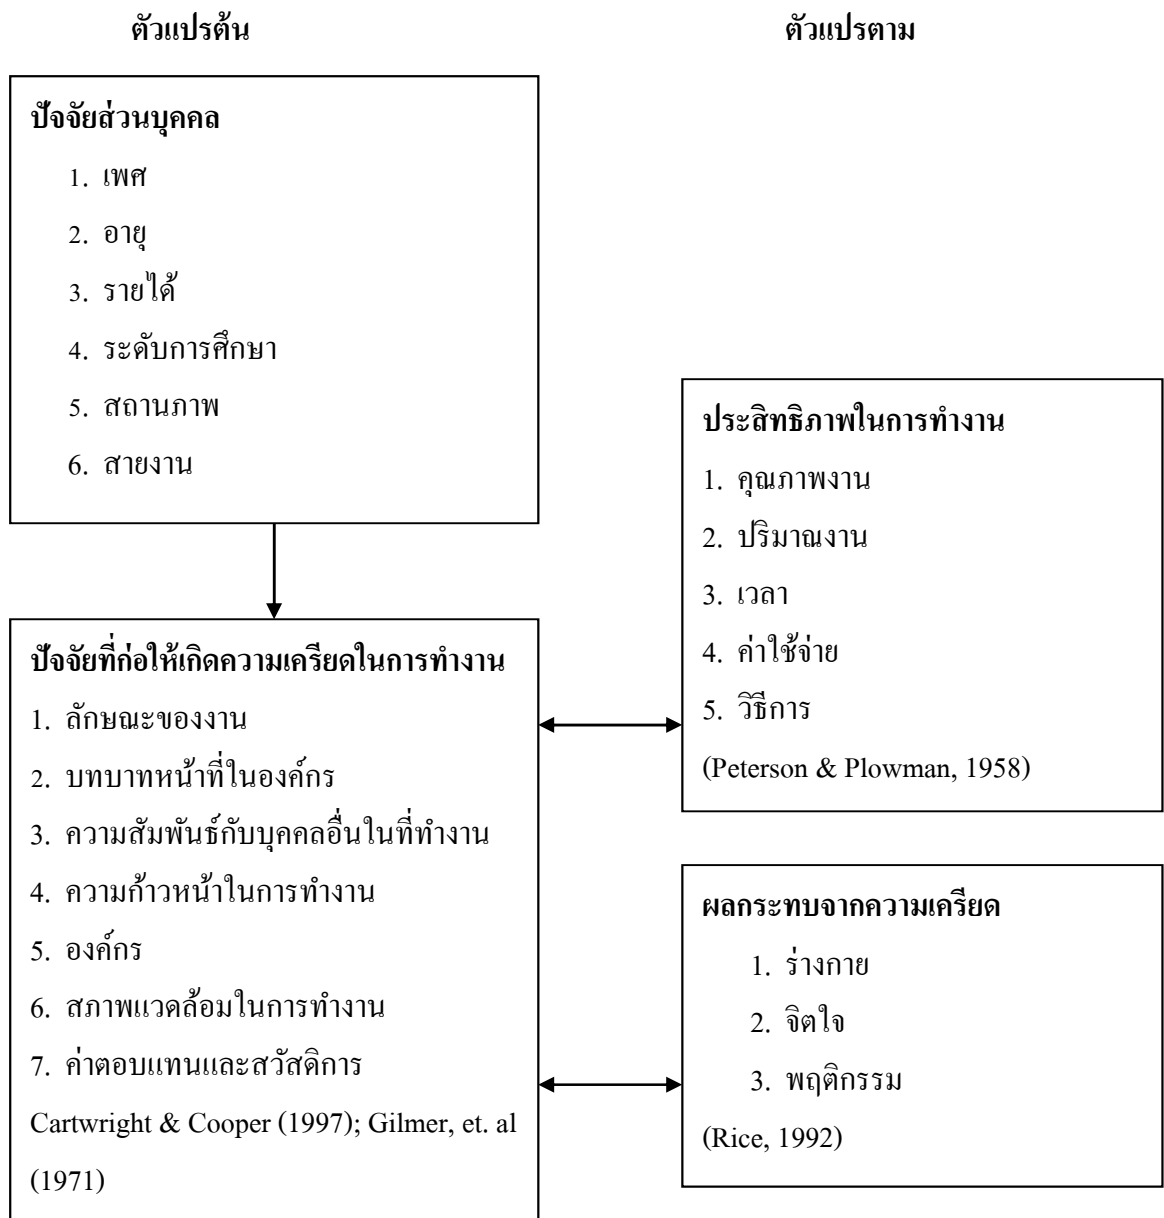 ตัวแปรต้น
ตัวแปรตาม
ปัจจัยส่วนบุคคล
1. เพศ
2. อายุ
3. รายได้
4. ระดับการศึกษา
5. สถานภาพ
6. สายงาน
ปัจจัยที่ก่อให้เกิดความเครียดในการทำงาน
1. ลักษณะของงาน
2. บทบาทหน้าที่ในองค์กร
3. ความสัมพันธ์กับบุคคลอื่นในที่ทำงาน
4. ความก้าวหน้าในการทำงาน
5. องค์กร
6. สภาพแวดล้อมในการทำงาน
7. ค่าตอบแทนและสวัสดิการ
Cartwright & Cooper (1997); Gilmer, et. al
(1971)
ประสิทธิภาพในการทำงาน
1. คุณภาพงาน
2. ปริมาณงาน
3. เวลา
4. ค่าใช้จ่าย
5. วิธีการ
(Peterson & Plowman, 1958)
ผลกระทบจากความเครียด
1. ร่างกาย
2. จิตใจ
3. พฤติกรรม
(Rice, 1992)